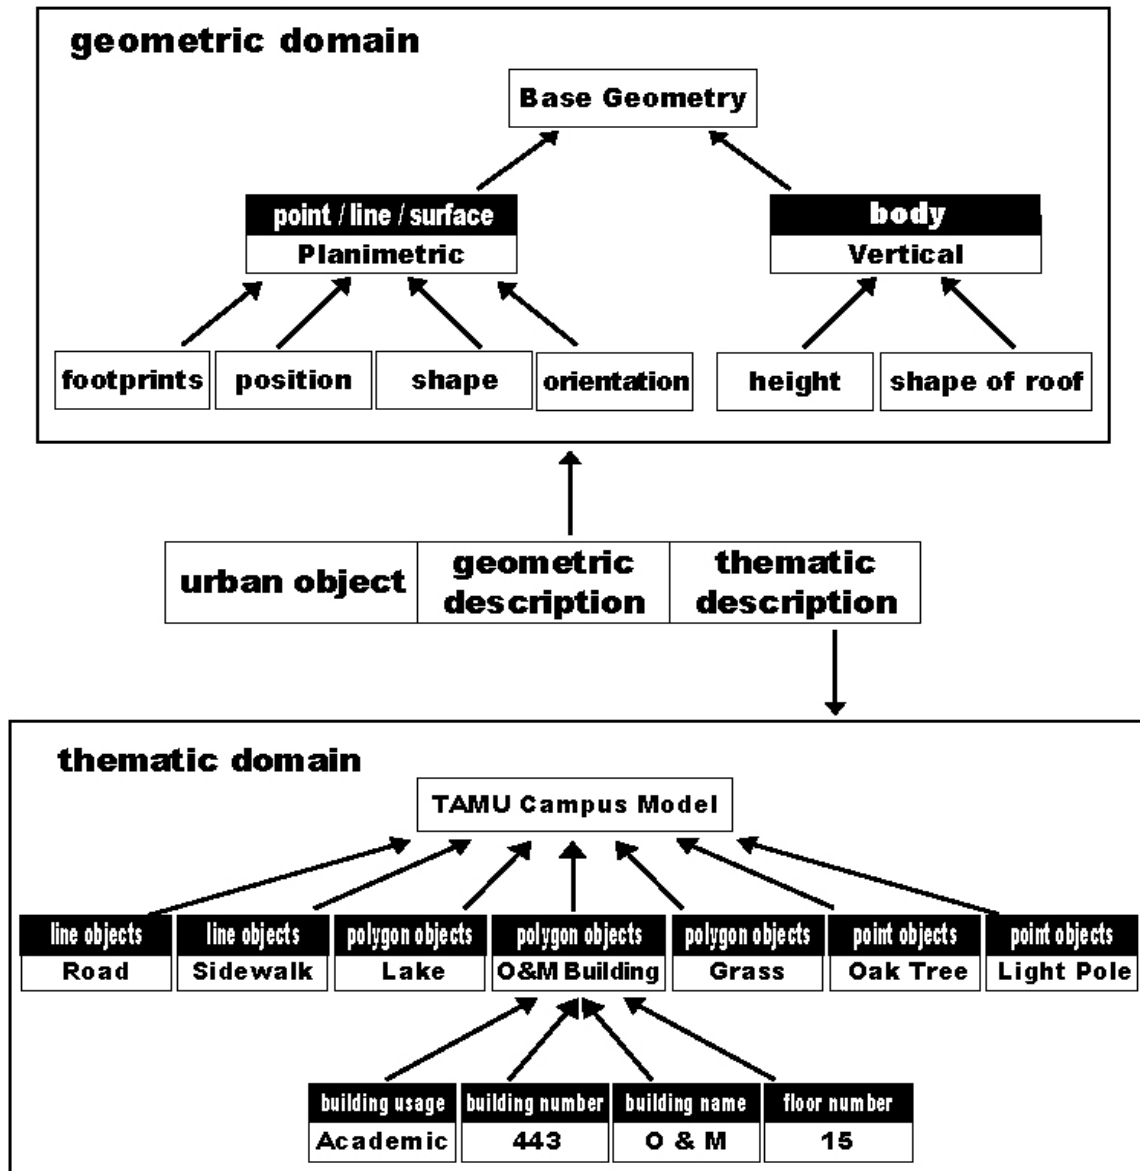 geometric domain
Base Geometry
point / line / surface
Planimetric
body
Vertical
footprints
position
shape
orientation
height
shape of roof
urban object
geometric
description
thematic
description
thematic domain
TAMU Campus Model
line objects
Road
line objects
Sidewalk
polygon objects
Lake
polygon objects
O&M Building
polygon objects
Grass
point objects
Oak Tree
point objects
Light Pole
building usage
Academic
building number
443
building name
O & M
floor number
15